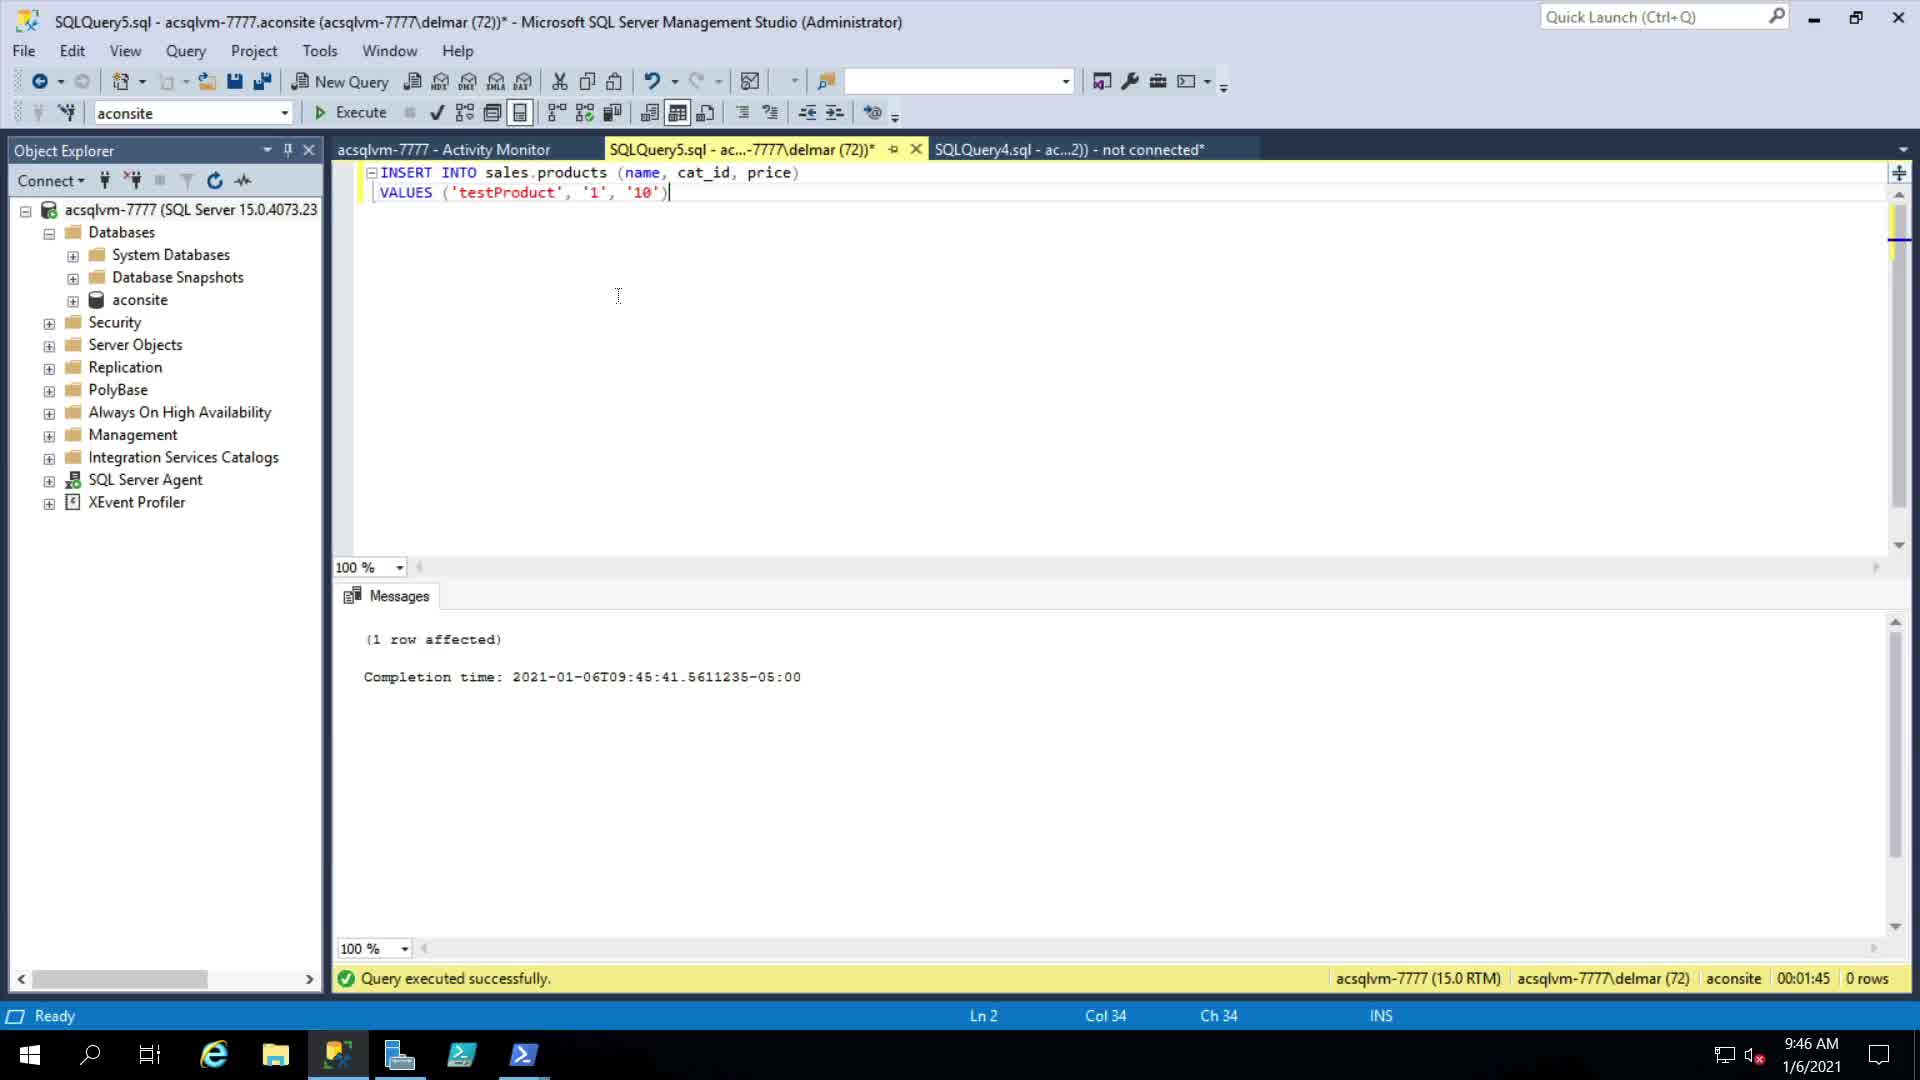 SQLQuery5.sql - acsqlvm-7777.aconsite (acsqlvm-7777\delmar (72))* - Microsoft SQL Server Management Studio (Administrator)
Quick Launch (Ctrl+Q)
File Edit View Query Project Tools Window Help
New Query
MDX DMX XMLA DAX
aconsite
Execute
Object Explorer
acsqlvm-7777 - Activity Monitor
SQLQuery5.sql - ac...-7777\delmar (72))*
SQLQuery4.sql - ac...2)) - not connected*
Connect
INSERT INTO sales.products (name, cat_id, price)
VALUES ('testProduct', '1', '10')
acsqlvm-7777 (SQL Server 15.0.4073.23
Databases
System Databases
Database Snapshots
aconsite
Security
Server Objects
Replication
PolyBase
Always On High Availability
Management
Integration Services Catalogs
SQL Server Agent
XEvent Profiler
100 %
Messages
(1 row affected)
Completion time: 2021-01-06T09:45:41.5611235-05:00
100 %
Query executed successfully.
acsqlvm-7777 (15.0 RTM)
acsqlvm-7777\delmar (72)
aconsite
00:01:45
0 rows
Ready
Ln 2
Col 34
Ch 34
INS
9:46 AM
1/6/2021